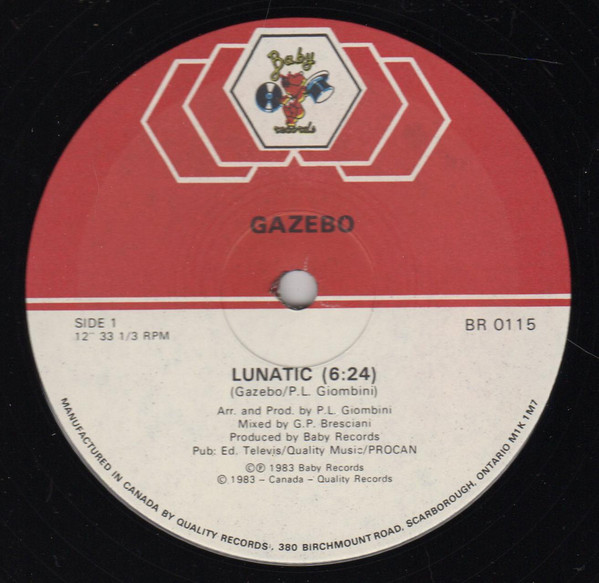 Baby
records
GAZEBO
SIDE 1
12" 33 1/3 RPM
BR 0115
LUNATIC (6:24)
(Gazebo/P.L. Giombini)
Arr. and Prod. by P.L. Giombini
Mixed by G.P. Bresciani
Produced by Baby Records
Pub: Ed. Televis/Quality Music/PROCAN
©℗ 1983 Baby Records
© 1983 - Canada - Quality Records
MANUFACTURED IN CANADA BY QUALITY RECORDS, 380 BIRCHMOUNT ROAD, SCARBOROUGH, ONTARIO M1K 1M7